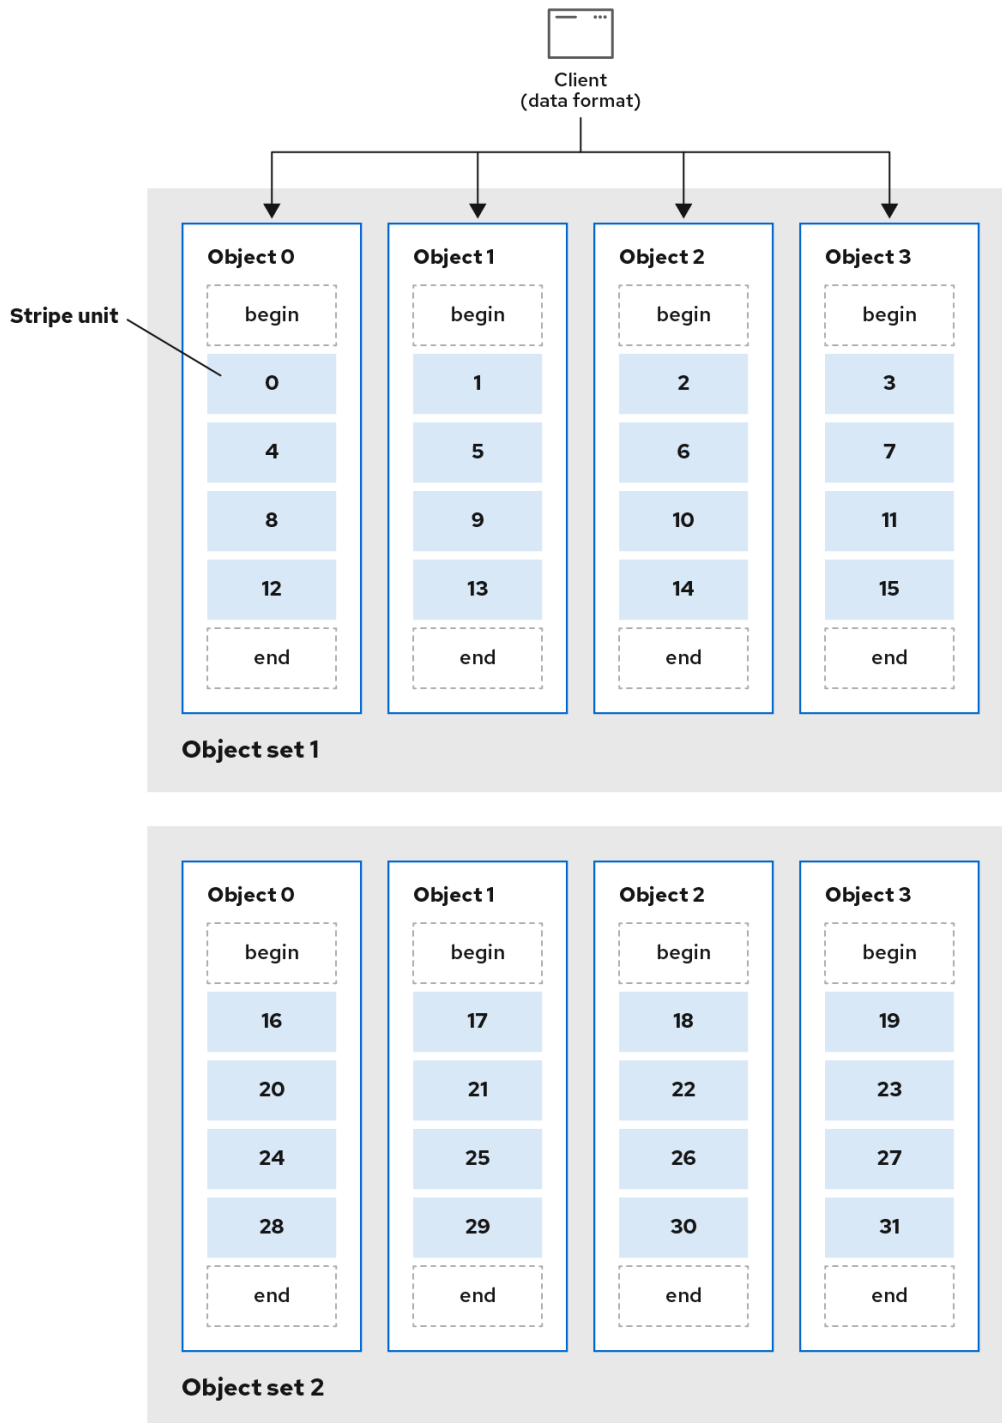 Client
(data format)
Object 0
Object 1
Object 2
Object 3
Stripe unit
begin
begin
begin
begin
0
1
2
3
4
5
6
7
8
9
10
11
12
13
14
15
end
end
end
end
Object set 1
Object 0
Object 1
Object 2
Object 3
begin
begin
begin
begin
16
17
18
19
20
21
22
23
24
25
26
27
28
29
30
31
end
end
end
end
Object set 2